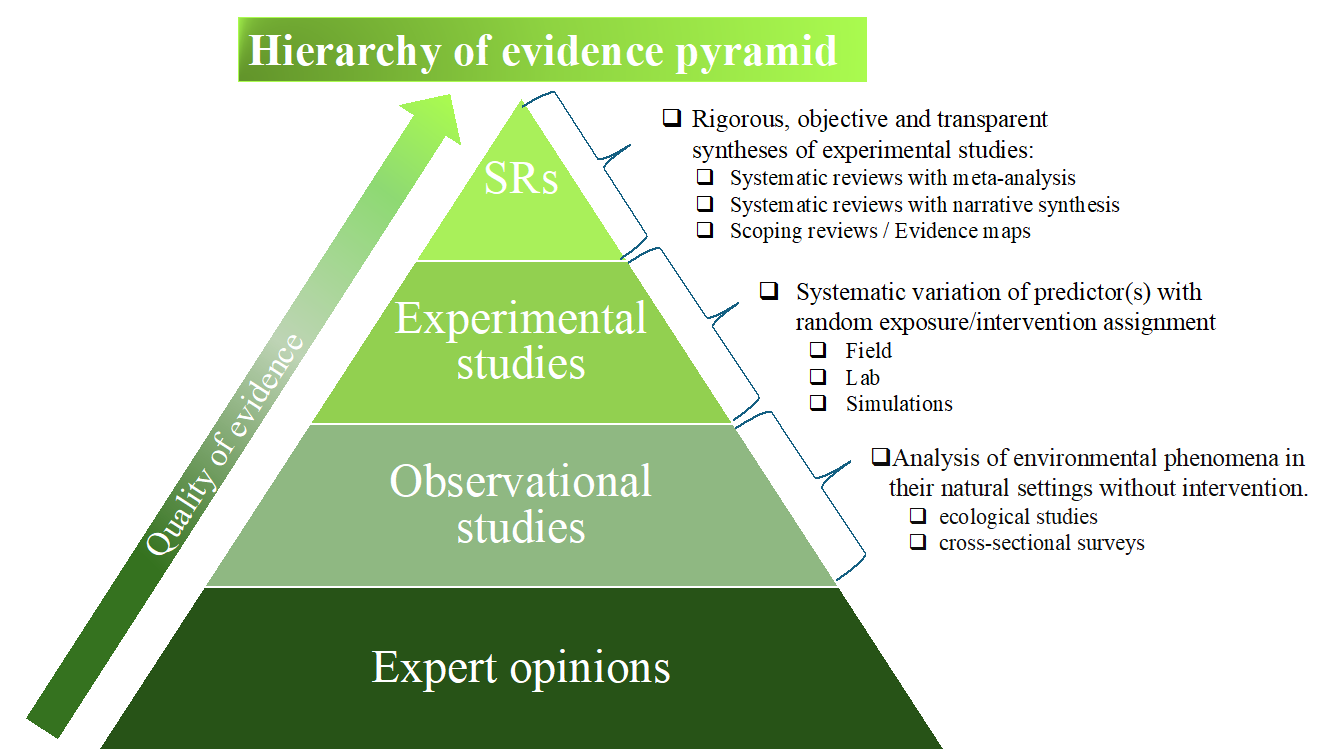 Hierarchy of evidence pyramid
Quality of evidence
SRs
Rigorous, objective and transparent
syntheses of experimental studies:
Systematic reviews with meta-analysis
Systematic reviews with narrative synthesis
Scoping reviews / Evidence maps
Experimental
studies
Systematic variation of predictor(s) with
random exposure/intervention assignment
Field
Lab
Simulations
Observational
studies
Analysis of environmental phenomena in
their natural settings without intervention.
ecological studies
cross-sectional surveys
Expert opinions